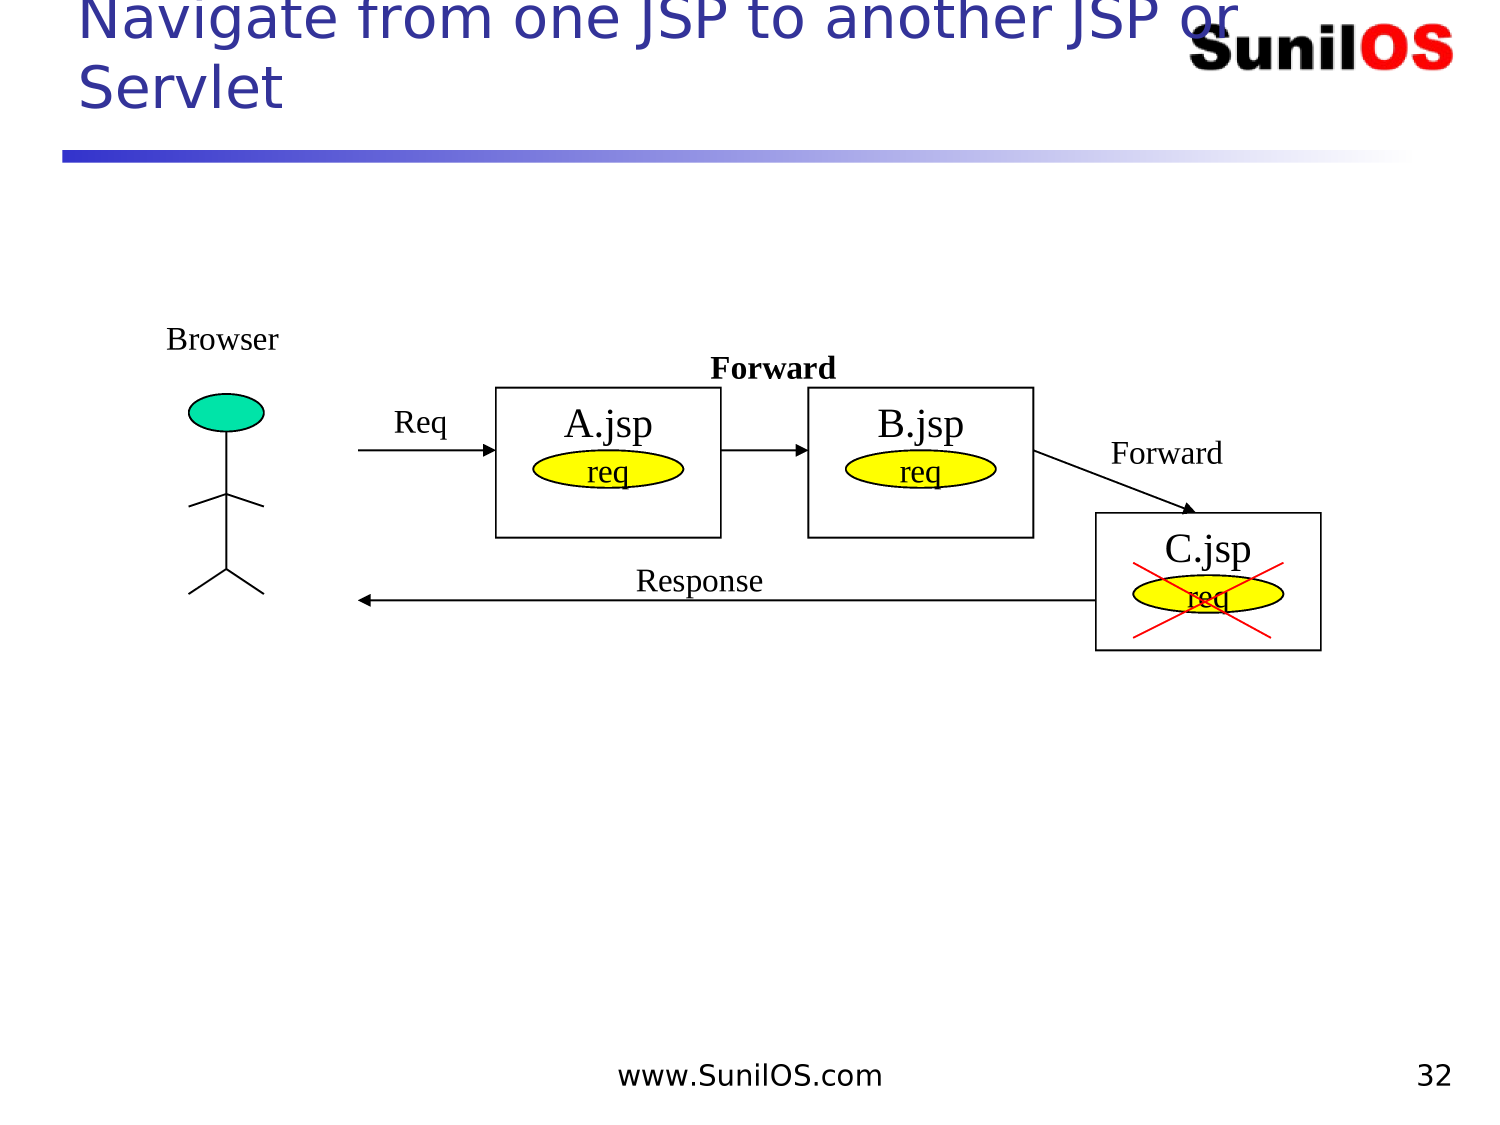 Navigate from one JSP to another JSP or
Servlet
SunilOS
Browser
Forward
Req
A.jsp
req
B.jsp
req
Forward
C.jsp
req
Response
www.SunilOS.com
32